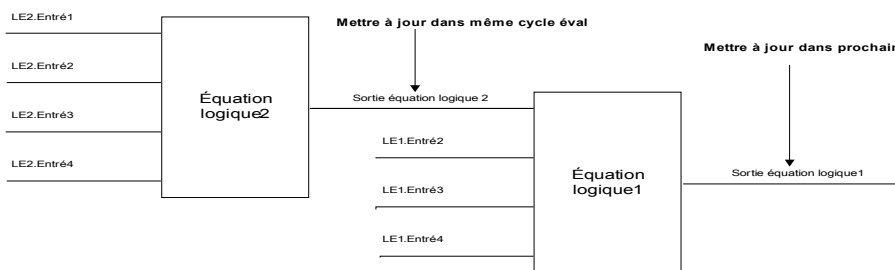 LE2.Entré1
LE2.Entré2
LE2.Entré3
LE2.Entré4
Équation
logique2
Mettre à jour dans même cycle éval
Sortie équation logique 2
LE1.Entré2
LE1.Entré3
LE1.Entré4
Équation
logique1
Mettre à jour dans prochain
Sortie équation logique1